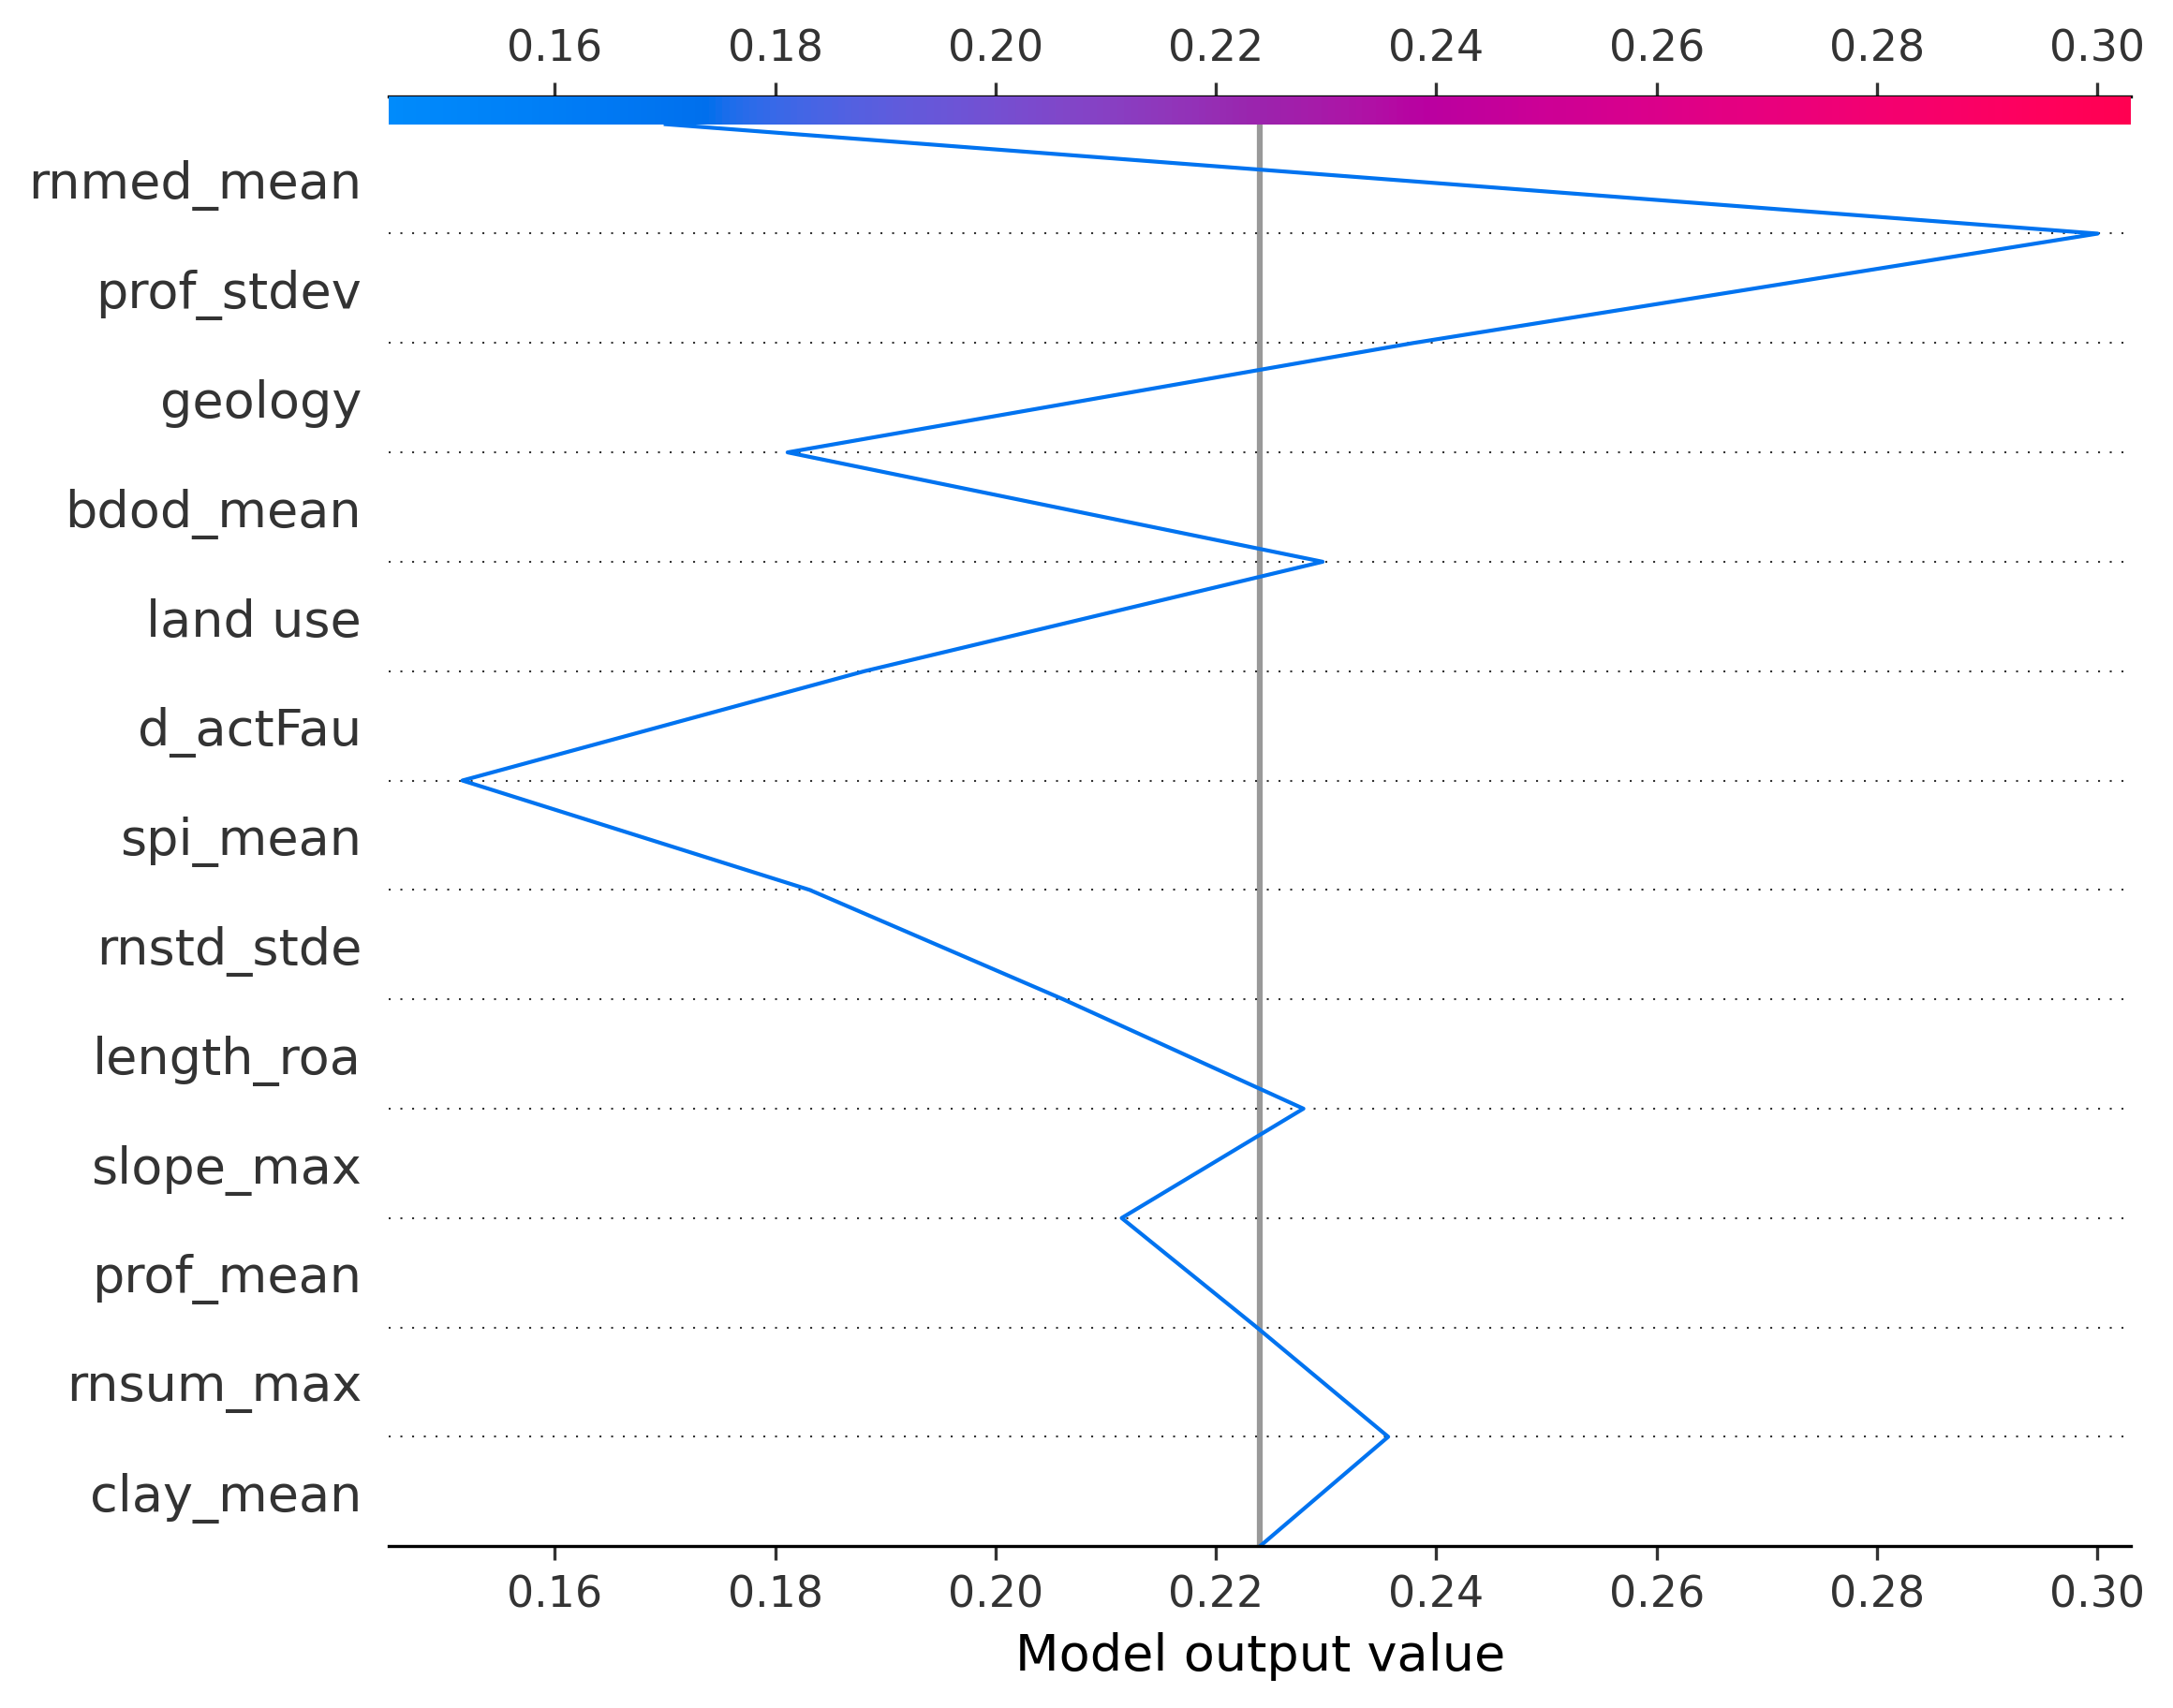 0.16 0.18 0.20 0.22 0.24 0.26 0.28 0.30
rnmed_mean
prof_stdev
geology
bdod_mean
land use
d_actFau
spi_mean
rnstd_stde
length_roa
slope_max
prof_mean
rnsum_max
clay_mean
0.16 0.18 0.20 0.22 0.24 0.26 0.28 0.30
Model output value